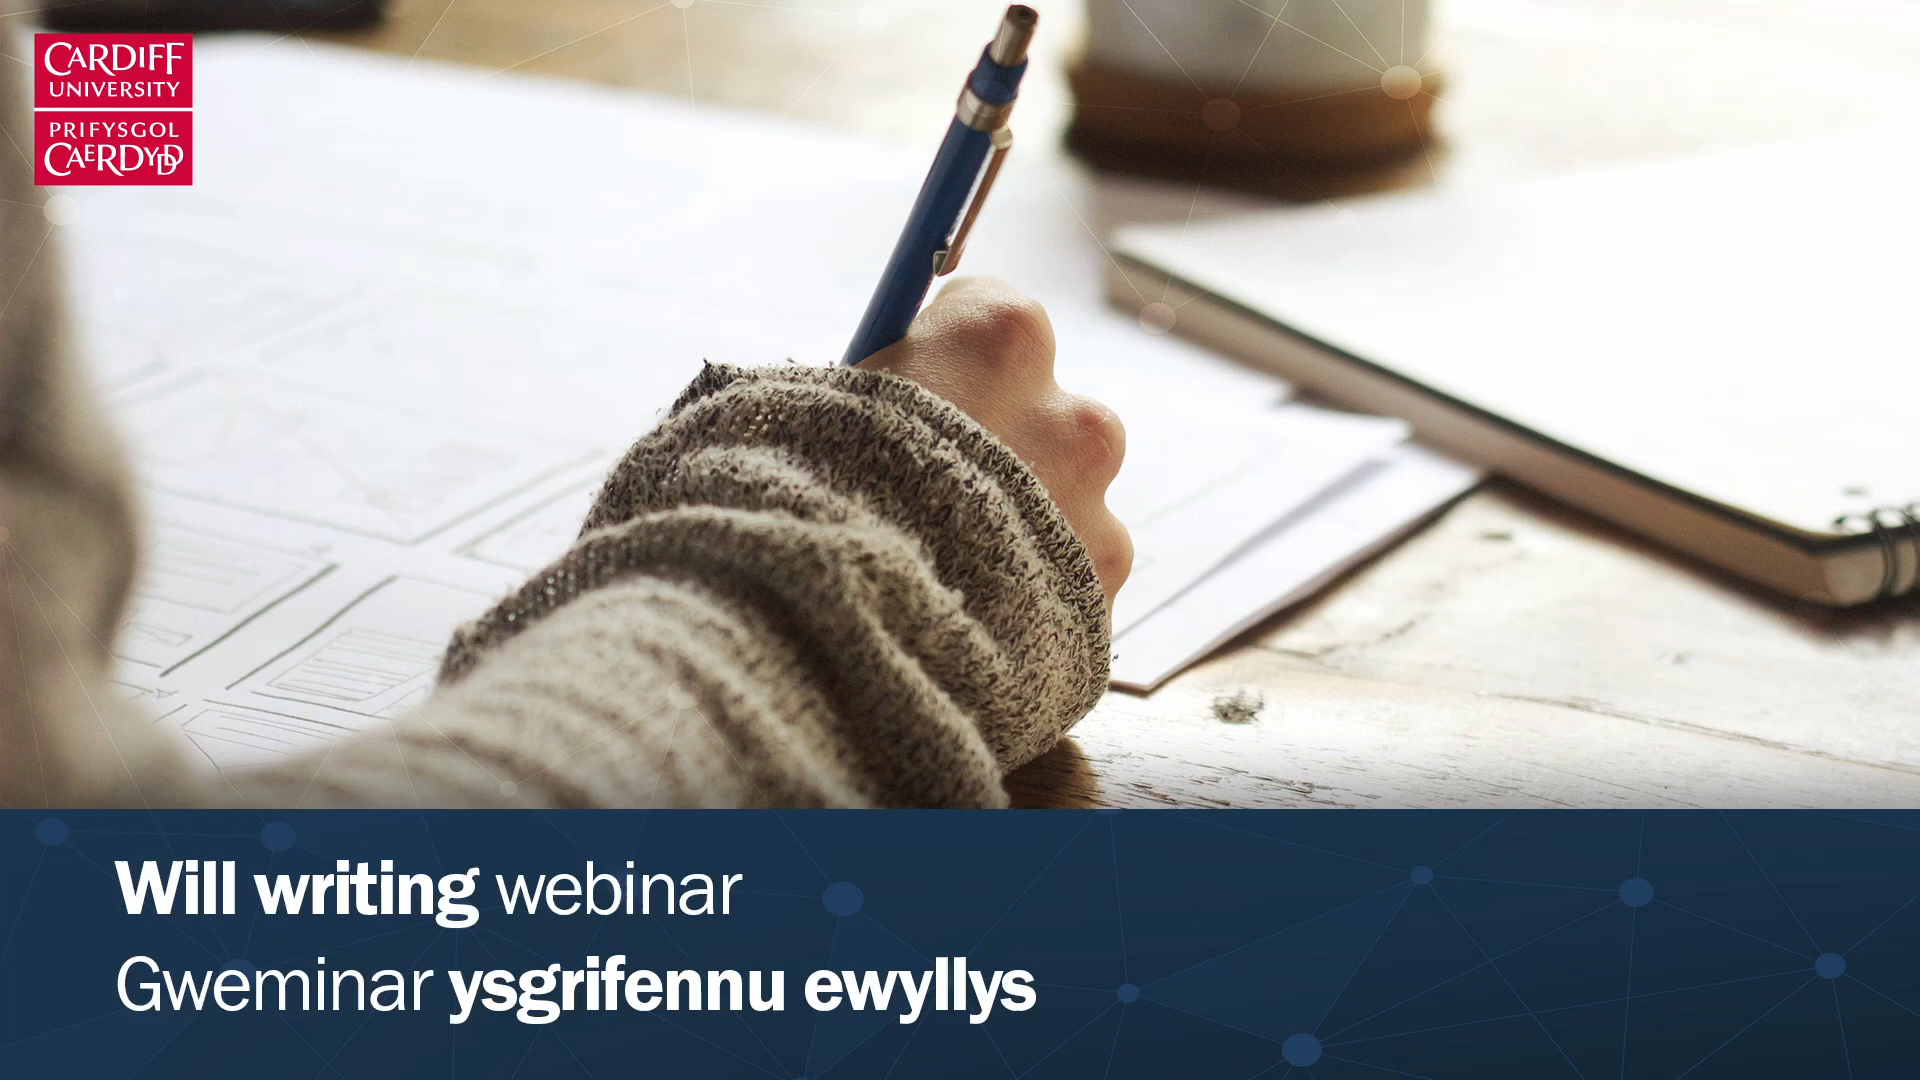 CARDIFF
UNIVERSITY
PRIFYSGOL
CAERDYDD
Will writing webinar
Gweminar ysgrifennu ewyllys